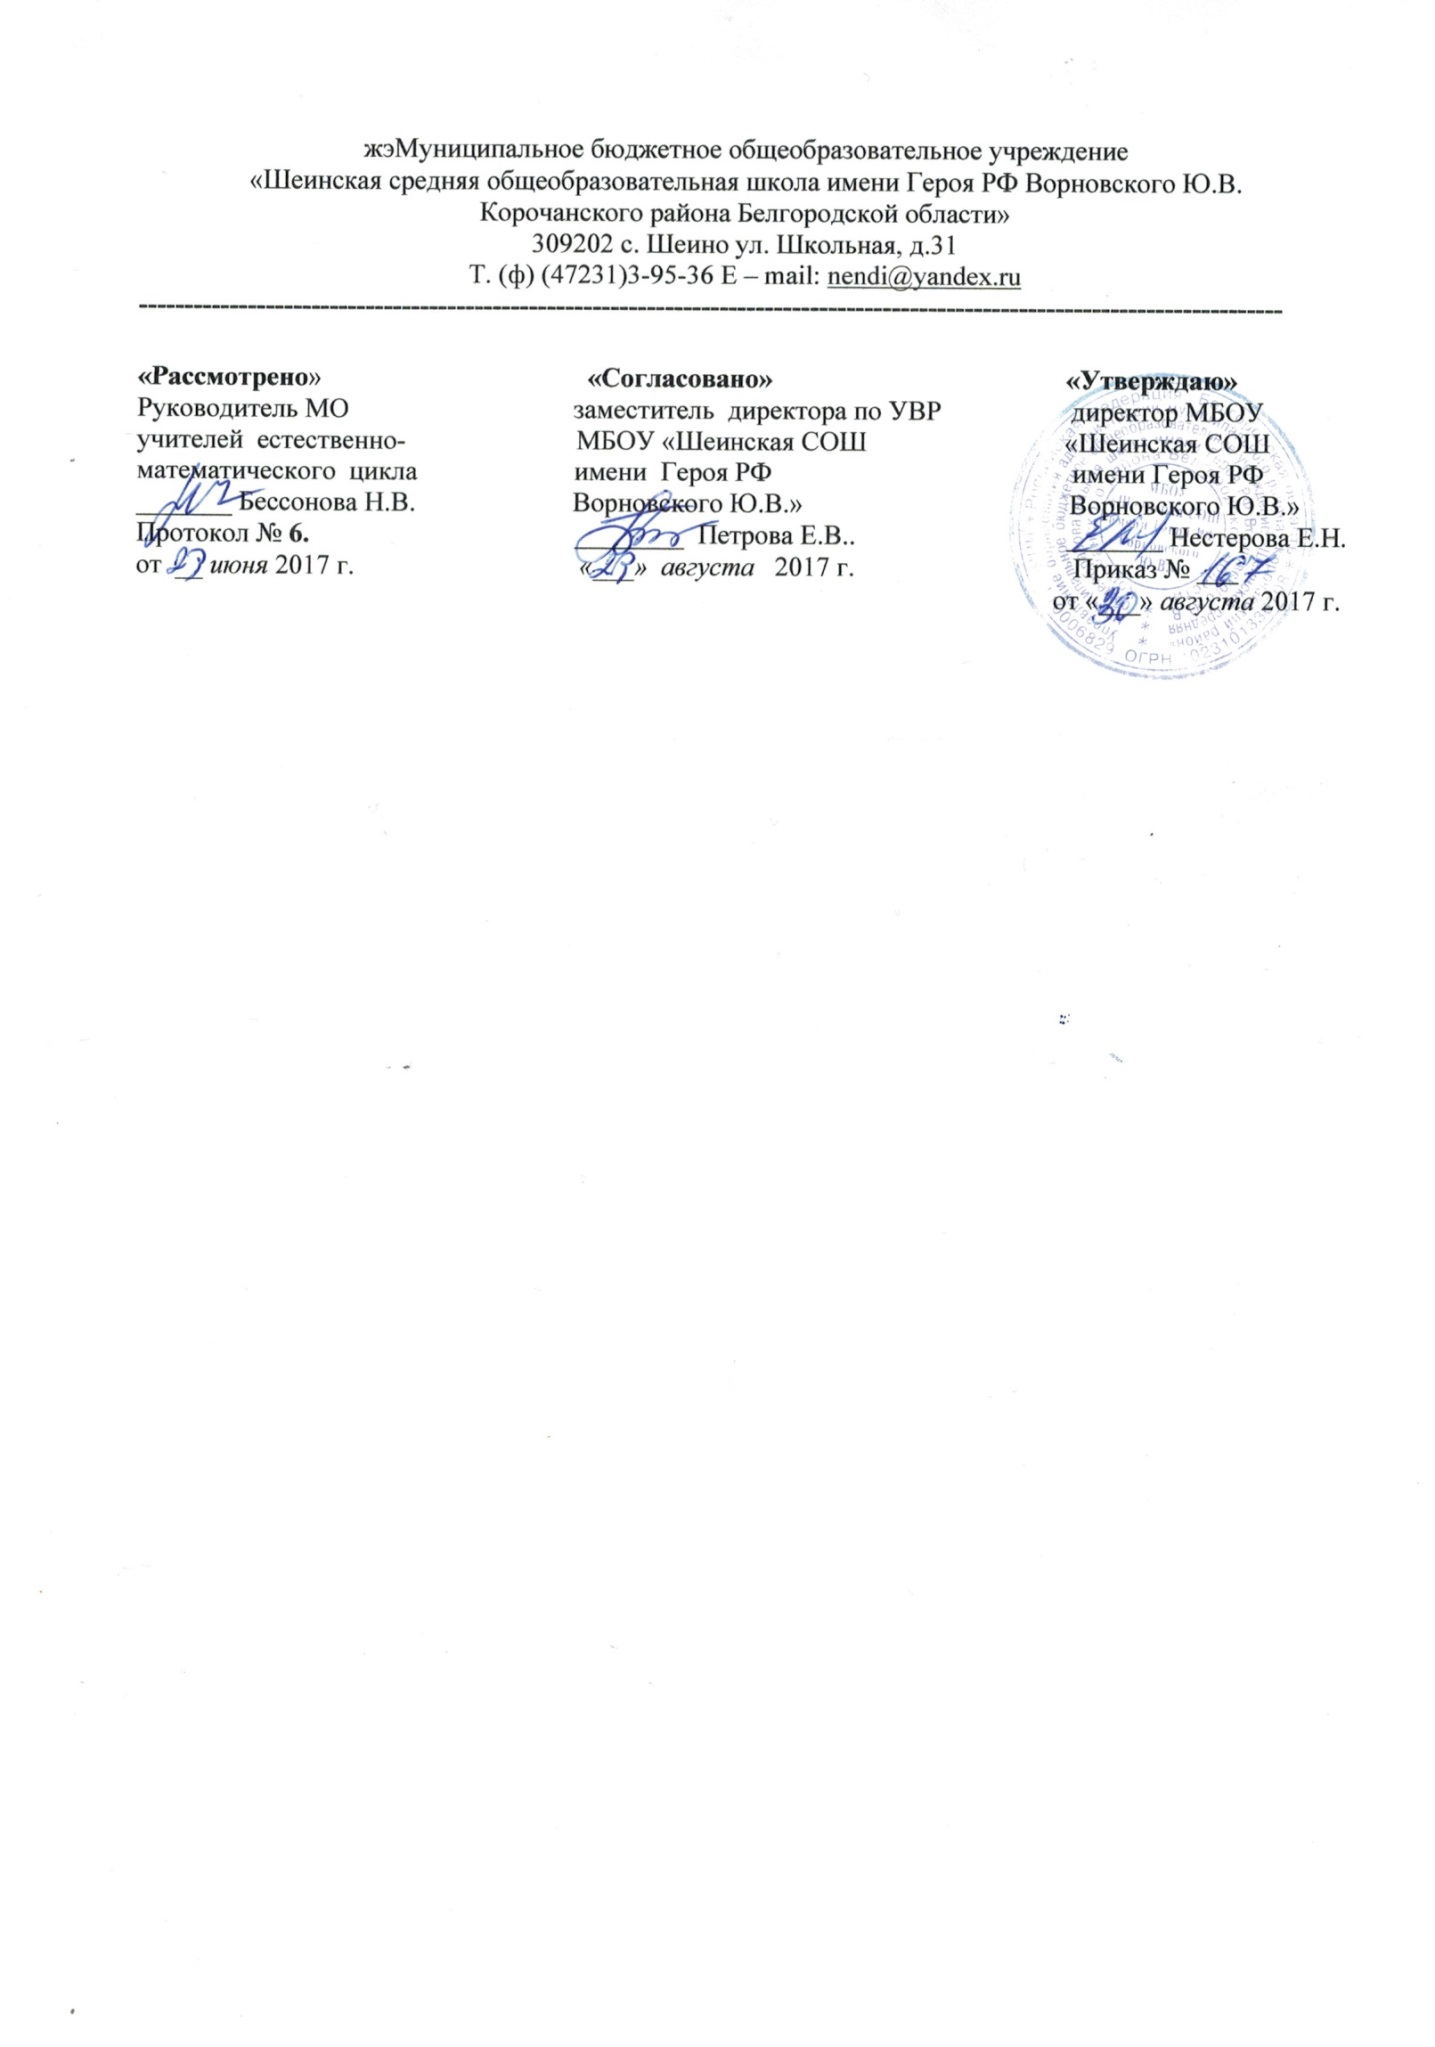 жэМуниципальное бюджетное общеобразовательное учреждение
«Шеинская средняя общеобразовательная школа имени Героя РФ Ворновского Ю.В.
Корочанского района Белгородской области»
309202 с. Шеино ул. Школьная, д.31
Т. (ф) (47231)3-95-36 E – mail: nendi@yandex.ru
«Рассмотрено»
Руководитель МО
учителей естественно-
математического цикла
Бессонова Н.В.
Протокол № 6.
от 23 июня 2017 г.
«Согласовано»
заместитель директора по УВР
МБОУ «Шеинская СОШ
имени Героя РФ
Ворновского Ю.В.»
Петрова Е.В..
«23» августа 2017 г.
«Утверждаю»
директор МБОУ
«Шеинская СОШ
имени Героя РФ
Ворновского Ю.В.»
Нестерова Е.Н.
Приказ № 167
от «30» августа 2017 г.
ОГРН